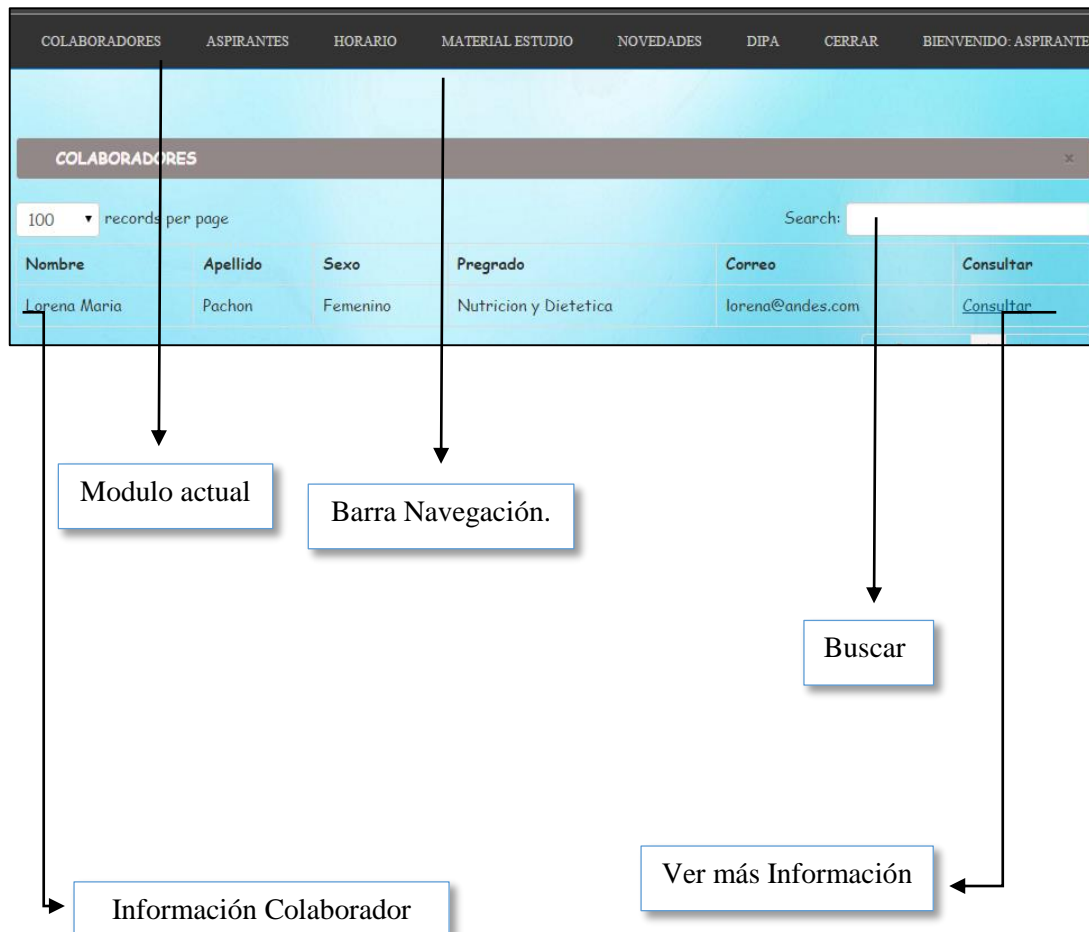 COLABORADORES ASPIRANTES HORARIO MATERIAL ESTUDIO NOVEDADES DIPA CERRAR BIENVENIDO: ASPIRANTE
COLABORADORES x
100 records per page Search:
Nombre Apellido Sexo Pregrado Correo Consultar
Lorena Maria Pachon Femenino Nutricion y Dietetica lorena@andes.com Consultar
Modulo actual
Barra Navegación.
Buscar
Ver más Información
Información Colaborador